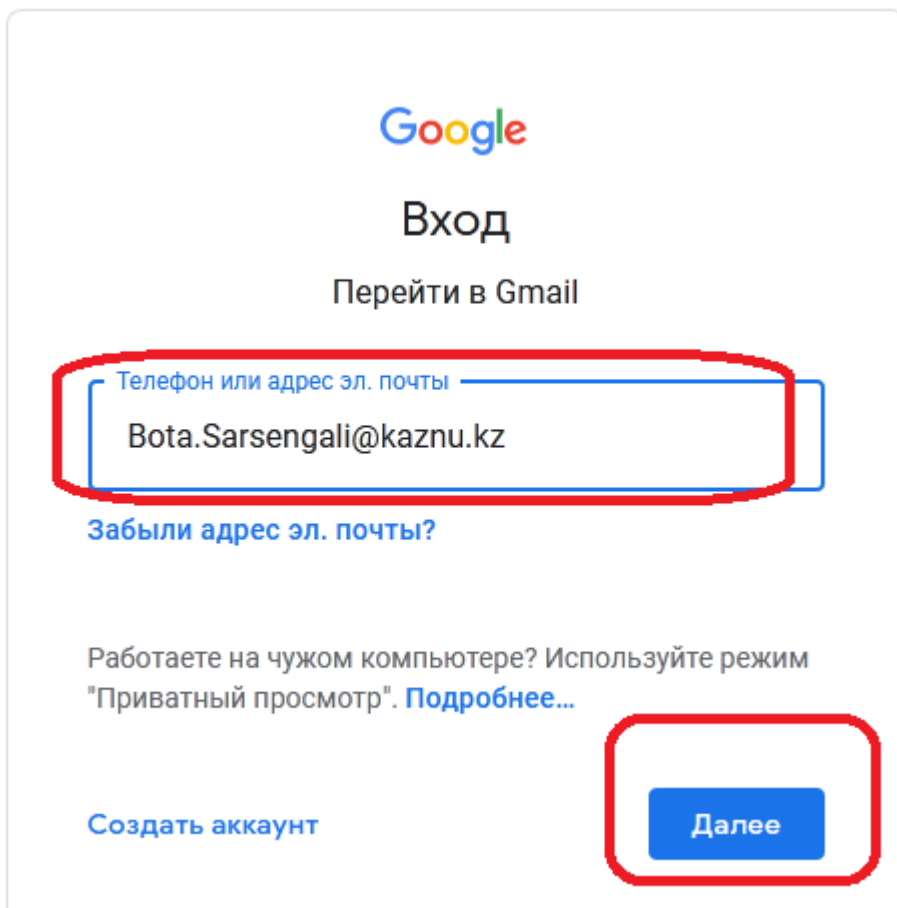 Google
Вход
Перейти в Gmail
Телефон или адрес эл. почты
Bota.Sarsengali@kaznu.kz
Забыли адрес эл. почты?
Работаете на чужом компьютере? Используйте режим
"Приватный просмотр". Подробнее...
Создать аккаунт
Далее